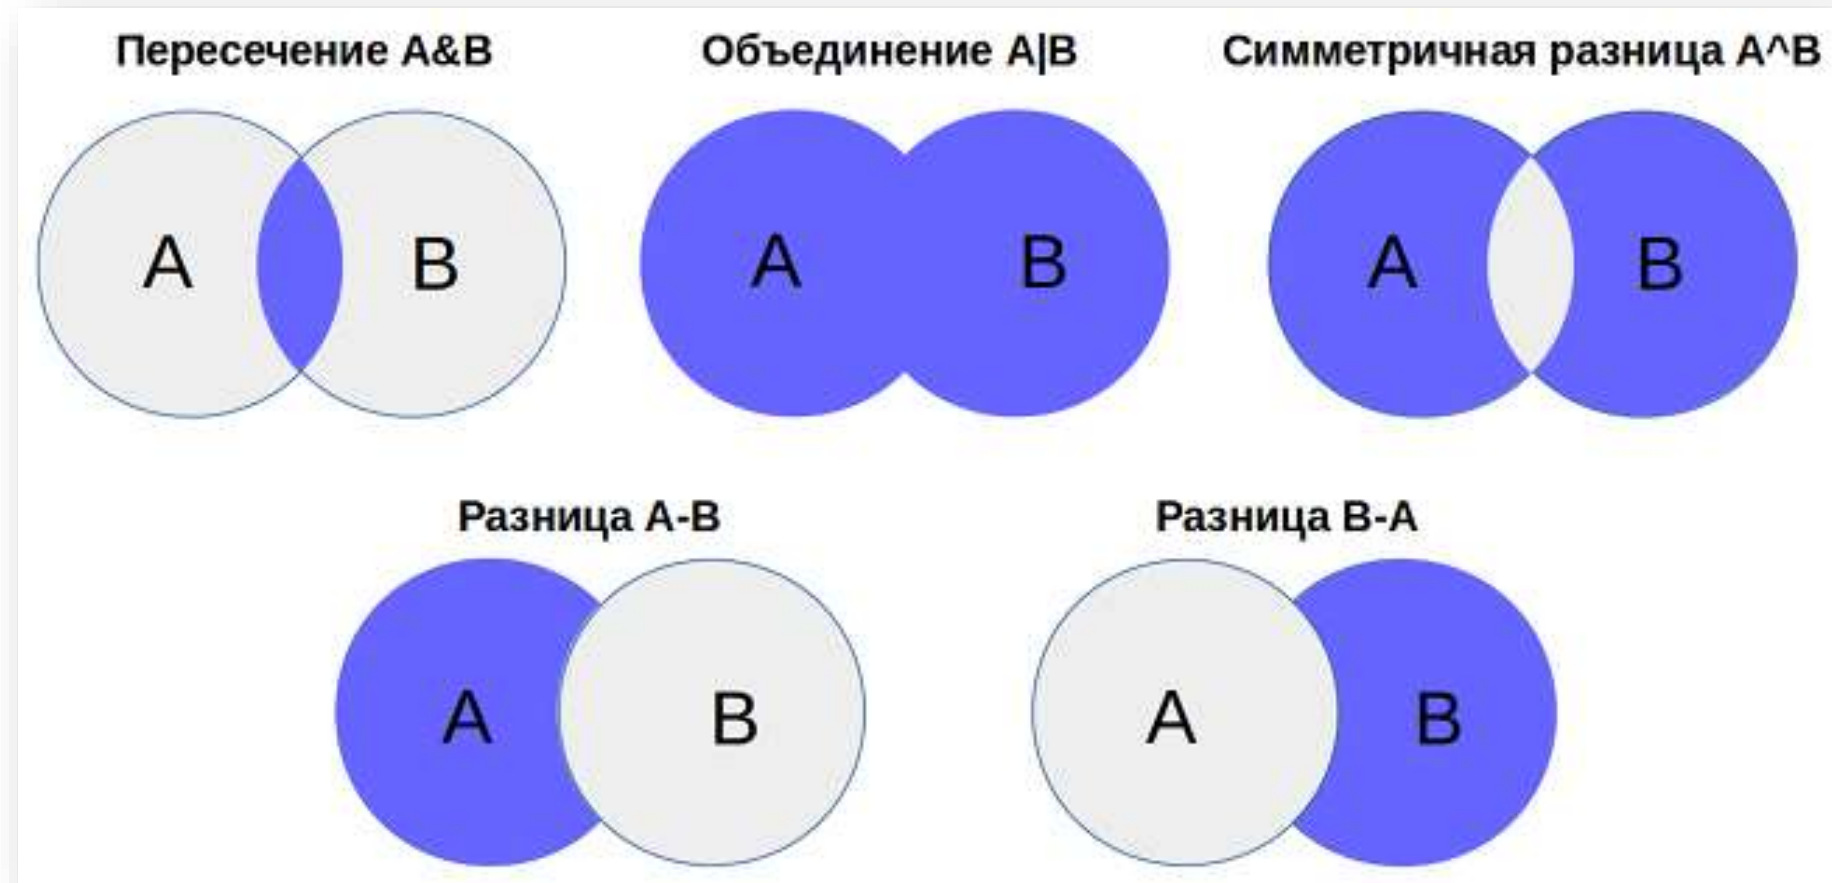 Пересечение A&B
Объединение A|B
Симметричная разница A^B
A
B
A
B
A
B
Разница A-B
Разница B-A
A
B
A
B